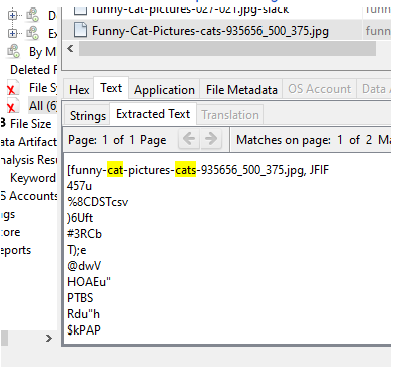 funny-cat-pictures-027-021.jpg-slack
Funny-Cat-Pictures-cats-935656_500_375.jpg
funny
D
Ex
By M
Deleted F
File Sy
All (6
File Size
ata Artifact
nalysis Resu
Keyword
S Accounts
gs
ore
eports
Hex Text Application File Metadata OS Account Data A
Strings Extracted Text Translation
Page: 1 of 1 Page Matches on page: 1 of 2 Ma
[funny-cat-pictures-cats-935656_500_375.jpg, JFIF
457u
%8CDSTcsv
)6Uft
#3RCb
T);e
@dwV
HOAEu"
PTBS
Rdu"h
$kPAP